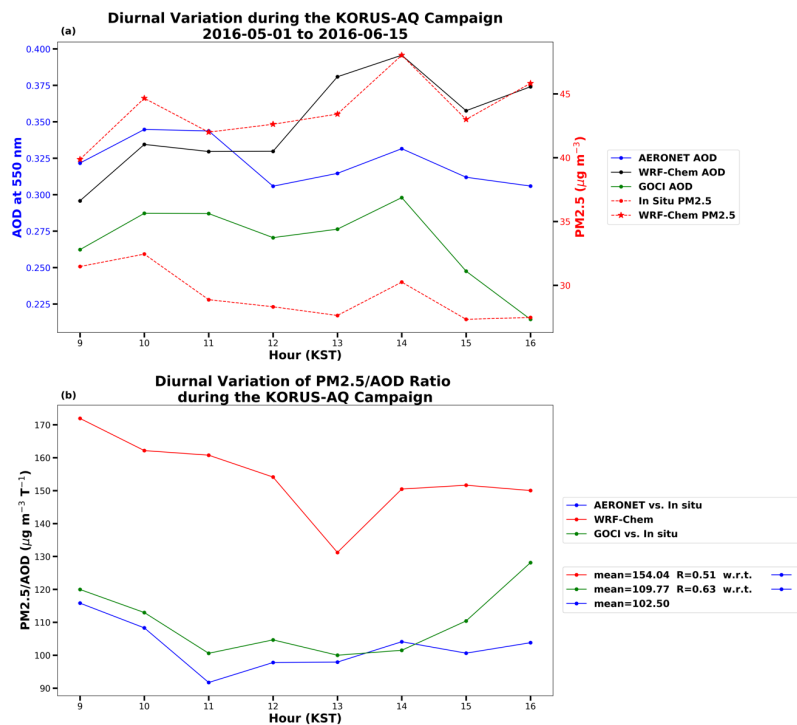 Diurnal Variation during the KORUS-AQ Campaign
2016-05-01 to 2016-06-15
(a)
0.400
0.375
0.350
0.325
0.300
0.275
0.250
0.225
AOD at 550 nm
45
40
35
30
PM2.5 (μg m⁻³)
9 10 11 12 13 14 15 16
Hour (KST)
AERONET AOD
WRF-Chem AOD
GOCI AOD
In Situ PM2.5
WRF-Chem PM2.5
Diurnal Variation of PM2.5/AOD Ratio
during the KORUS-AQ Campaign
(b)
170
160
150
140
130
120
110
100
90
PM2.5/AOD (μg m⁻³ T⁻¹)
9 10 11 12 13 14 15 16
Hour (KST)
AERONET vs. In situ
WRF-Chem
GOCI vs. In situ
mean=154.04 R=0.51 w.r.t.
mean=109.77 R=0.63 w.r.t.
mean=102.50